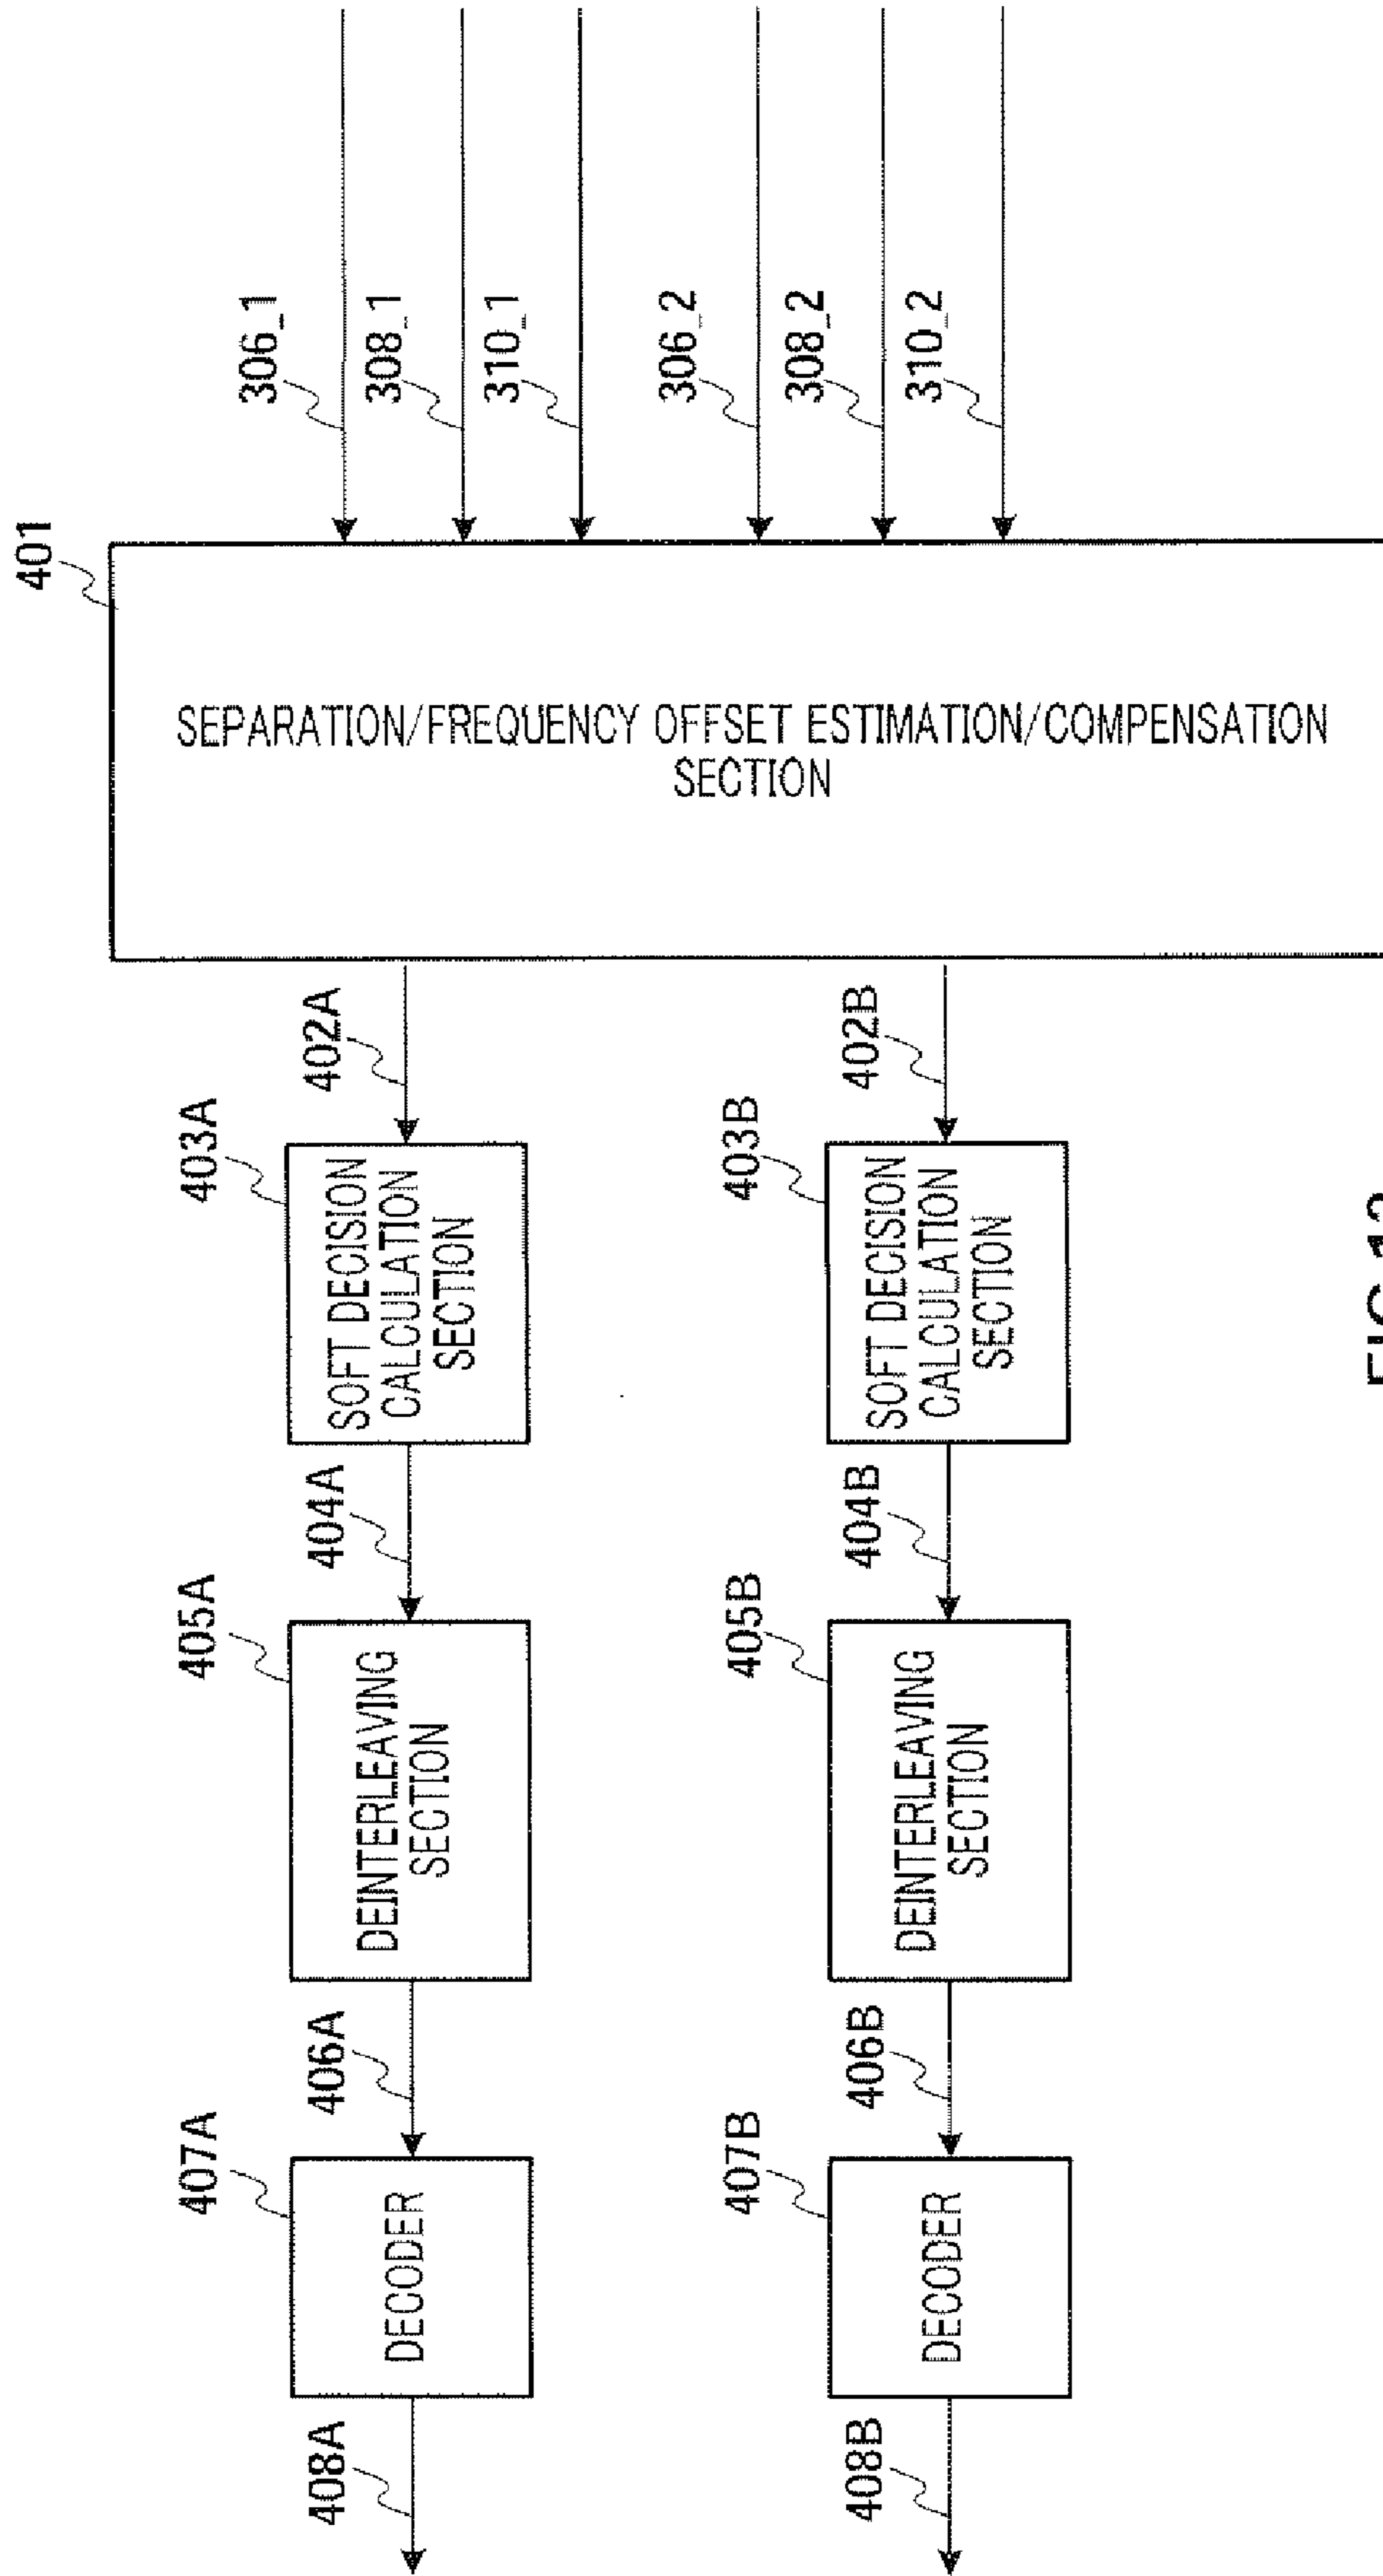 401
306_1
308_1
310_1
306_2
308_2
310_2
SEPARATION/FREQUENCY OFFSET ESTIMATION/COMPENSATION
SECTION
402A
402B
403A
SOFT DECISION
CALCULATION
SECTION
403B
SOFT DECISION
CALCULATION
SECTION
404A
404B
405A
DEINTERLEAVING
SECTION
405B
DEINTERLEAVING
SECTION
406A
406B
407A
DECODER
407B
DECODER
408A
408B